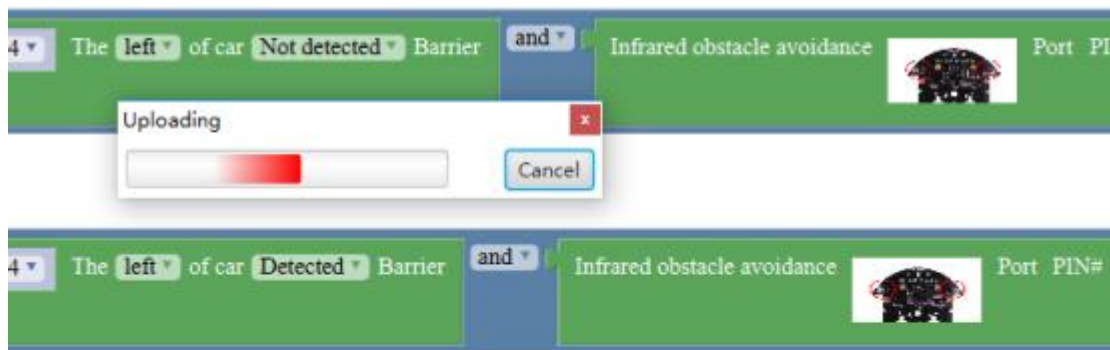 4 The left of car Not detected Barrier and Infrared obstacle avoidance Port PI
Uploading x
Cancel
4 The left of car Detected Barrier and Infrared obstacle avoidance Port PIN#